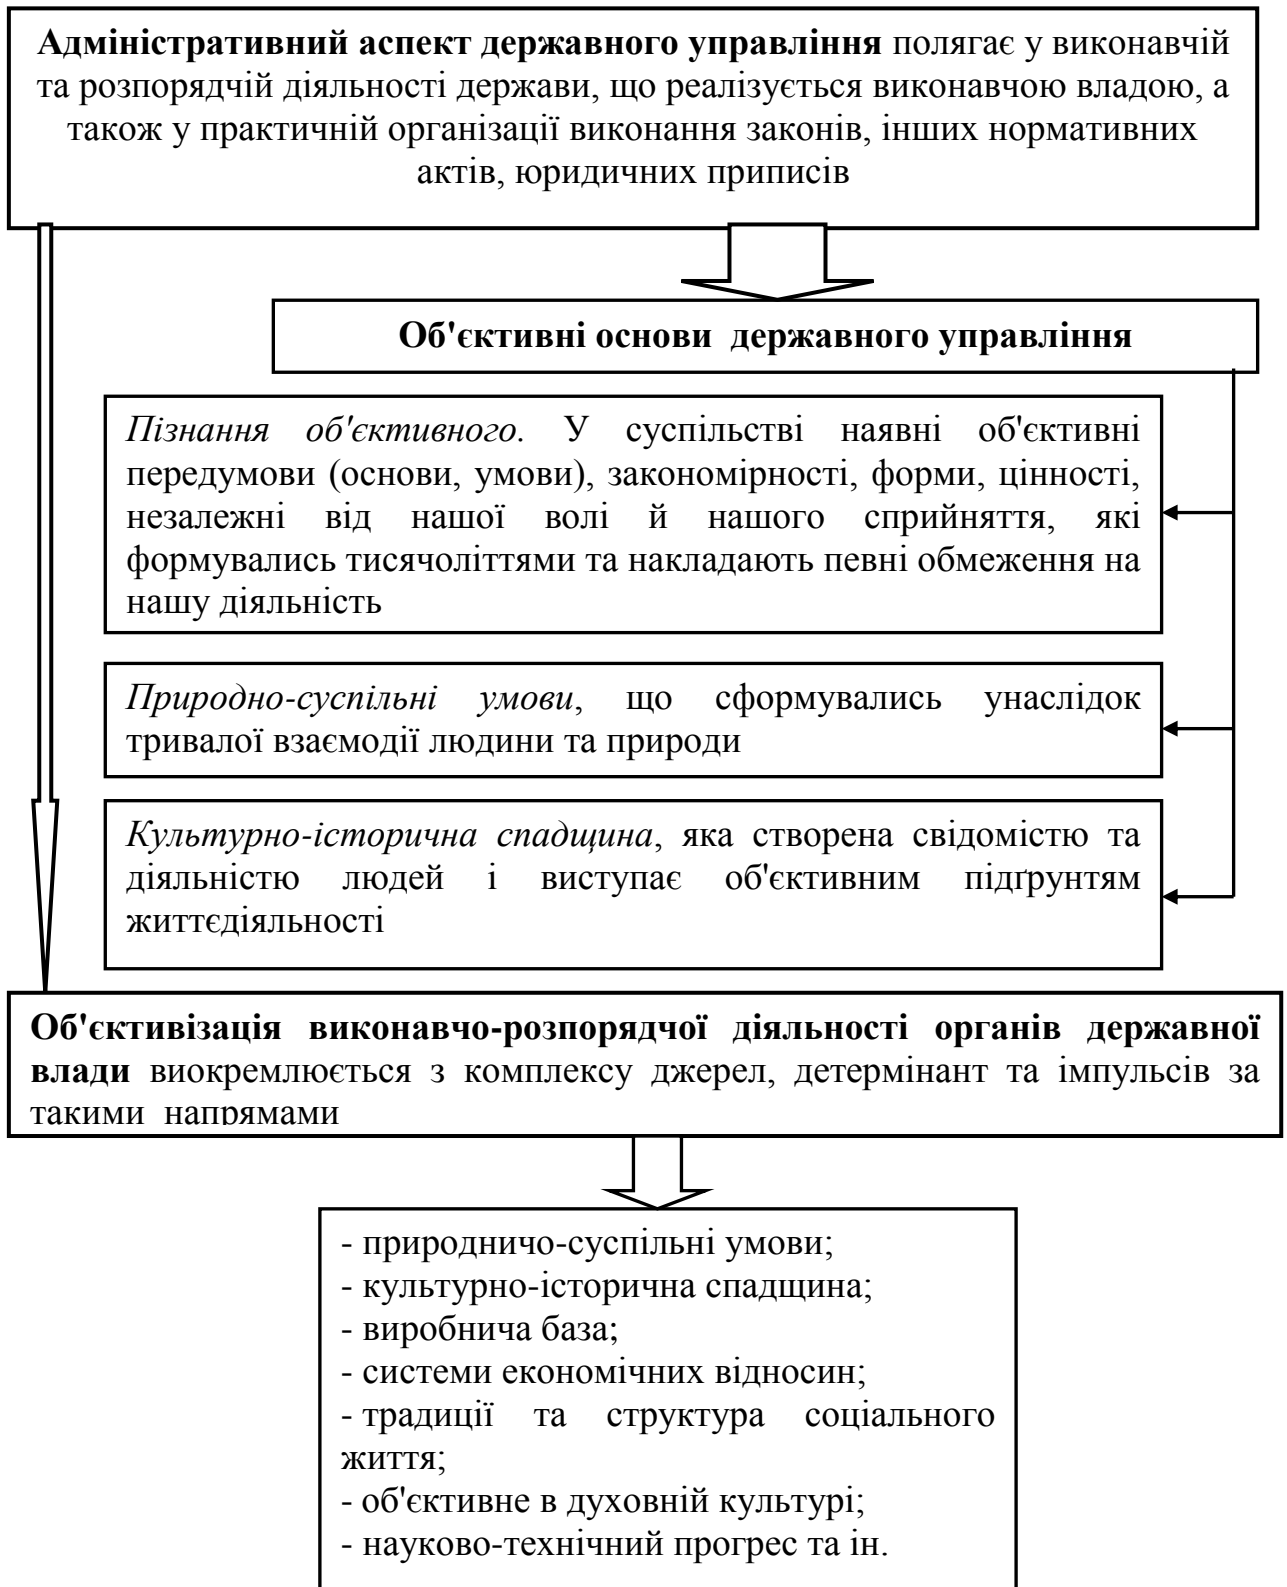 Адміністративний аспект державного управління полягає у виконавчій
та розпорядчій діяльності держави, що реалізується виконавчою владою, а
також у практичній організації виконання законів, інших нормативних
актів, юридичних приписів
Об'єктивні основи державного управління
Пізнання об'єктивного. У суспільстві наявні об'єктивні
передумови (основи, умови), закономірності, форми, цінності,
незалежні від нашої волі й нашого сприйняття, які
формувались тисячоліттями та накладають певні обмеження на
нашу діяльність
Природно-суспільні умови, що сформувались унаслідок
тривалої взаємодії людини та природи
Культурно-історична спадщина, яка створена свідомістю та
діяльністю людей і виступає об'єктивним підґрунтям
життєдіяльності
Об'єктивізація виконавчо-розпорядчої діяльності органів державної
влади виокремлюється з комплексу джерел, детермінант та імпульсів за
такими напрямами
- природничо-суспільні умови;
- культурно-історична спадщина;
- виробнича база;
- системи економічних відносин;
- традиції та структура соціального
життя;
- об'єктивне в духовній культурі;
- науково-технічний прогрес та ін.